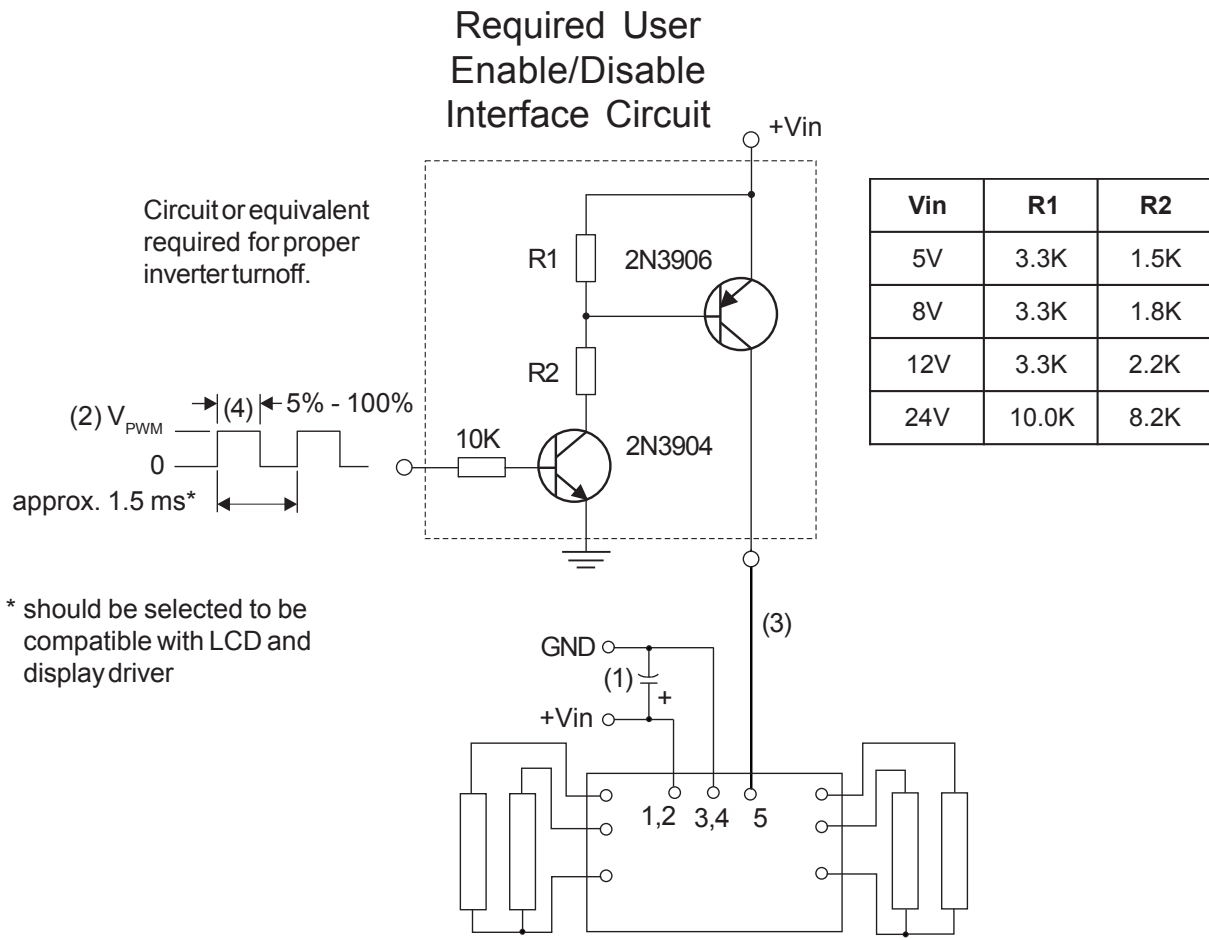 Required User
Enable/Disable
Interface Circuit
+Vin
Circuit or equivalent
required for proper
inverter turnoff.
R1
2N3906
R2
(2) VPWM
(4)
5% - 100%
0
approx. 1.5 ms*
10K
2N3904
Vin R1 R2
5V 3.3K 1.5K
8V 3.3K 1.8K
12V 3.3K 2.2K
24V 10.0K 8.2K
* should be selected to be
compatible with LCD and
display driver
(3)
GND
(1)
+
+Vin
1,2 3,4 5